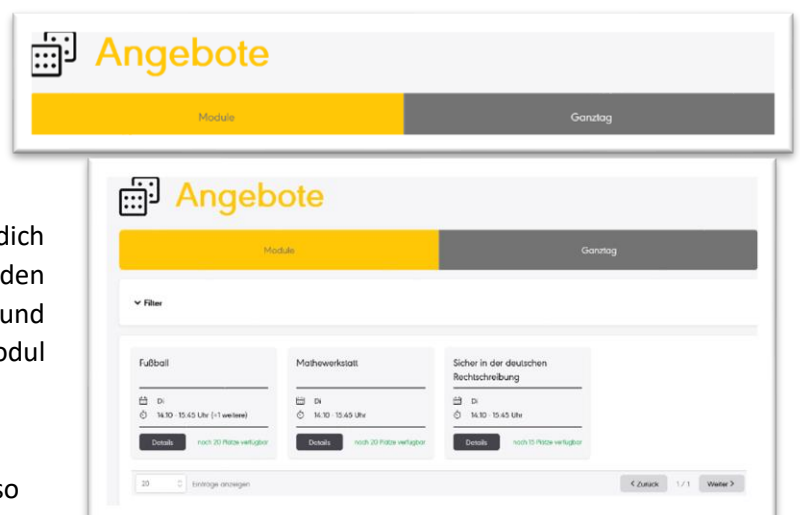 Angebote
Module Ganztag
dich
den
und
odul
so
Angebote
Module Ganztag
Filter
Fußball Mathewerkstatt Sicher in der deutschen
Rechtschreibung
Di Di Di
14.10 - 15.45 Uhr (+1 weitere) 14.10 - 15.45 Uhr 14.10 - 15.45 Uhr
Details noch 20 Plätze verfügbar Details noch 20 Plätze verfügbar Details noch 15 Plätze verfügbar
20 Einträge anzeigen < Zurück 1 / 1 Weiter >